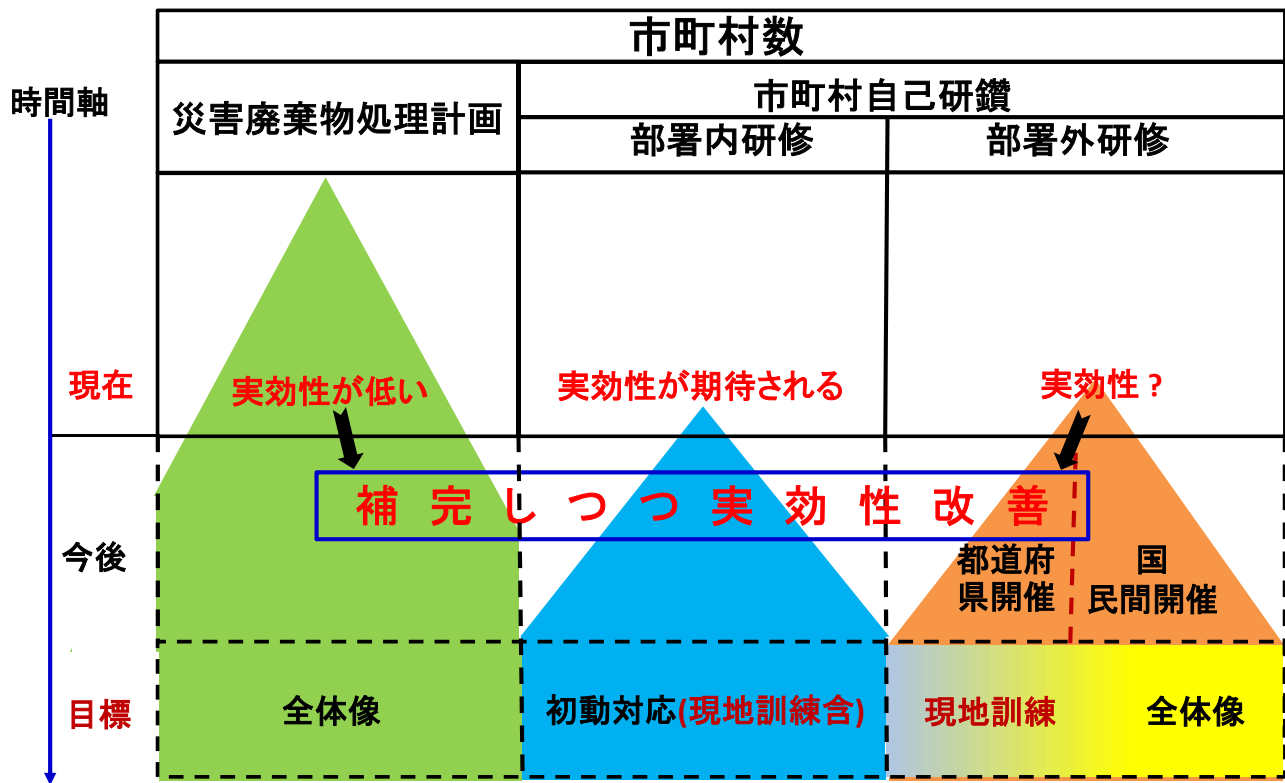 市町村数
時間軸
災害廃棄物処理計画
市町村自己研鑽
部署内研修
部署外研修
現在
実効性が低い
実効性が期待される
実効性？
補完しつつ実効性改善
今後
都道府
県開催
国
民間開催
目標
全体像
初動対応(現地訓練含)
現地訓練
全体像